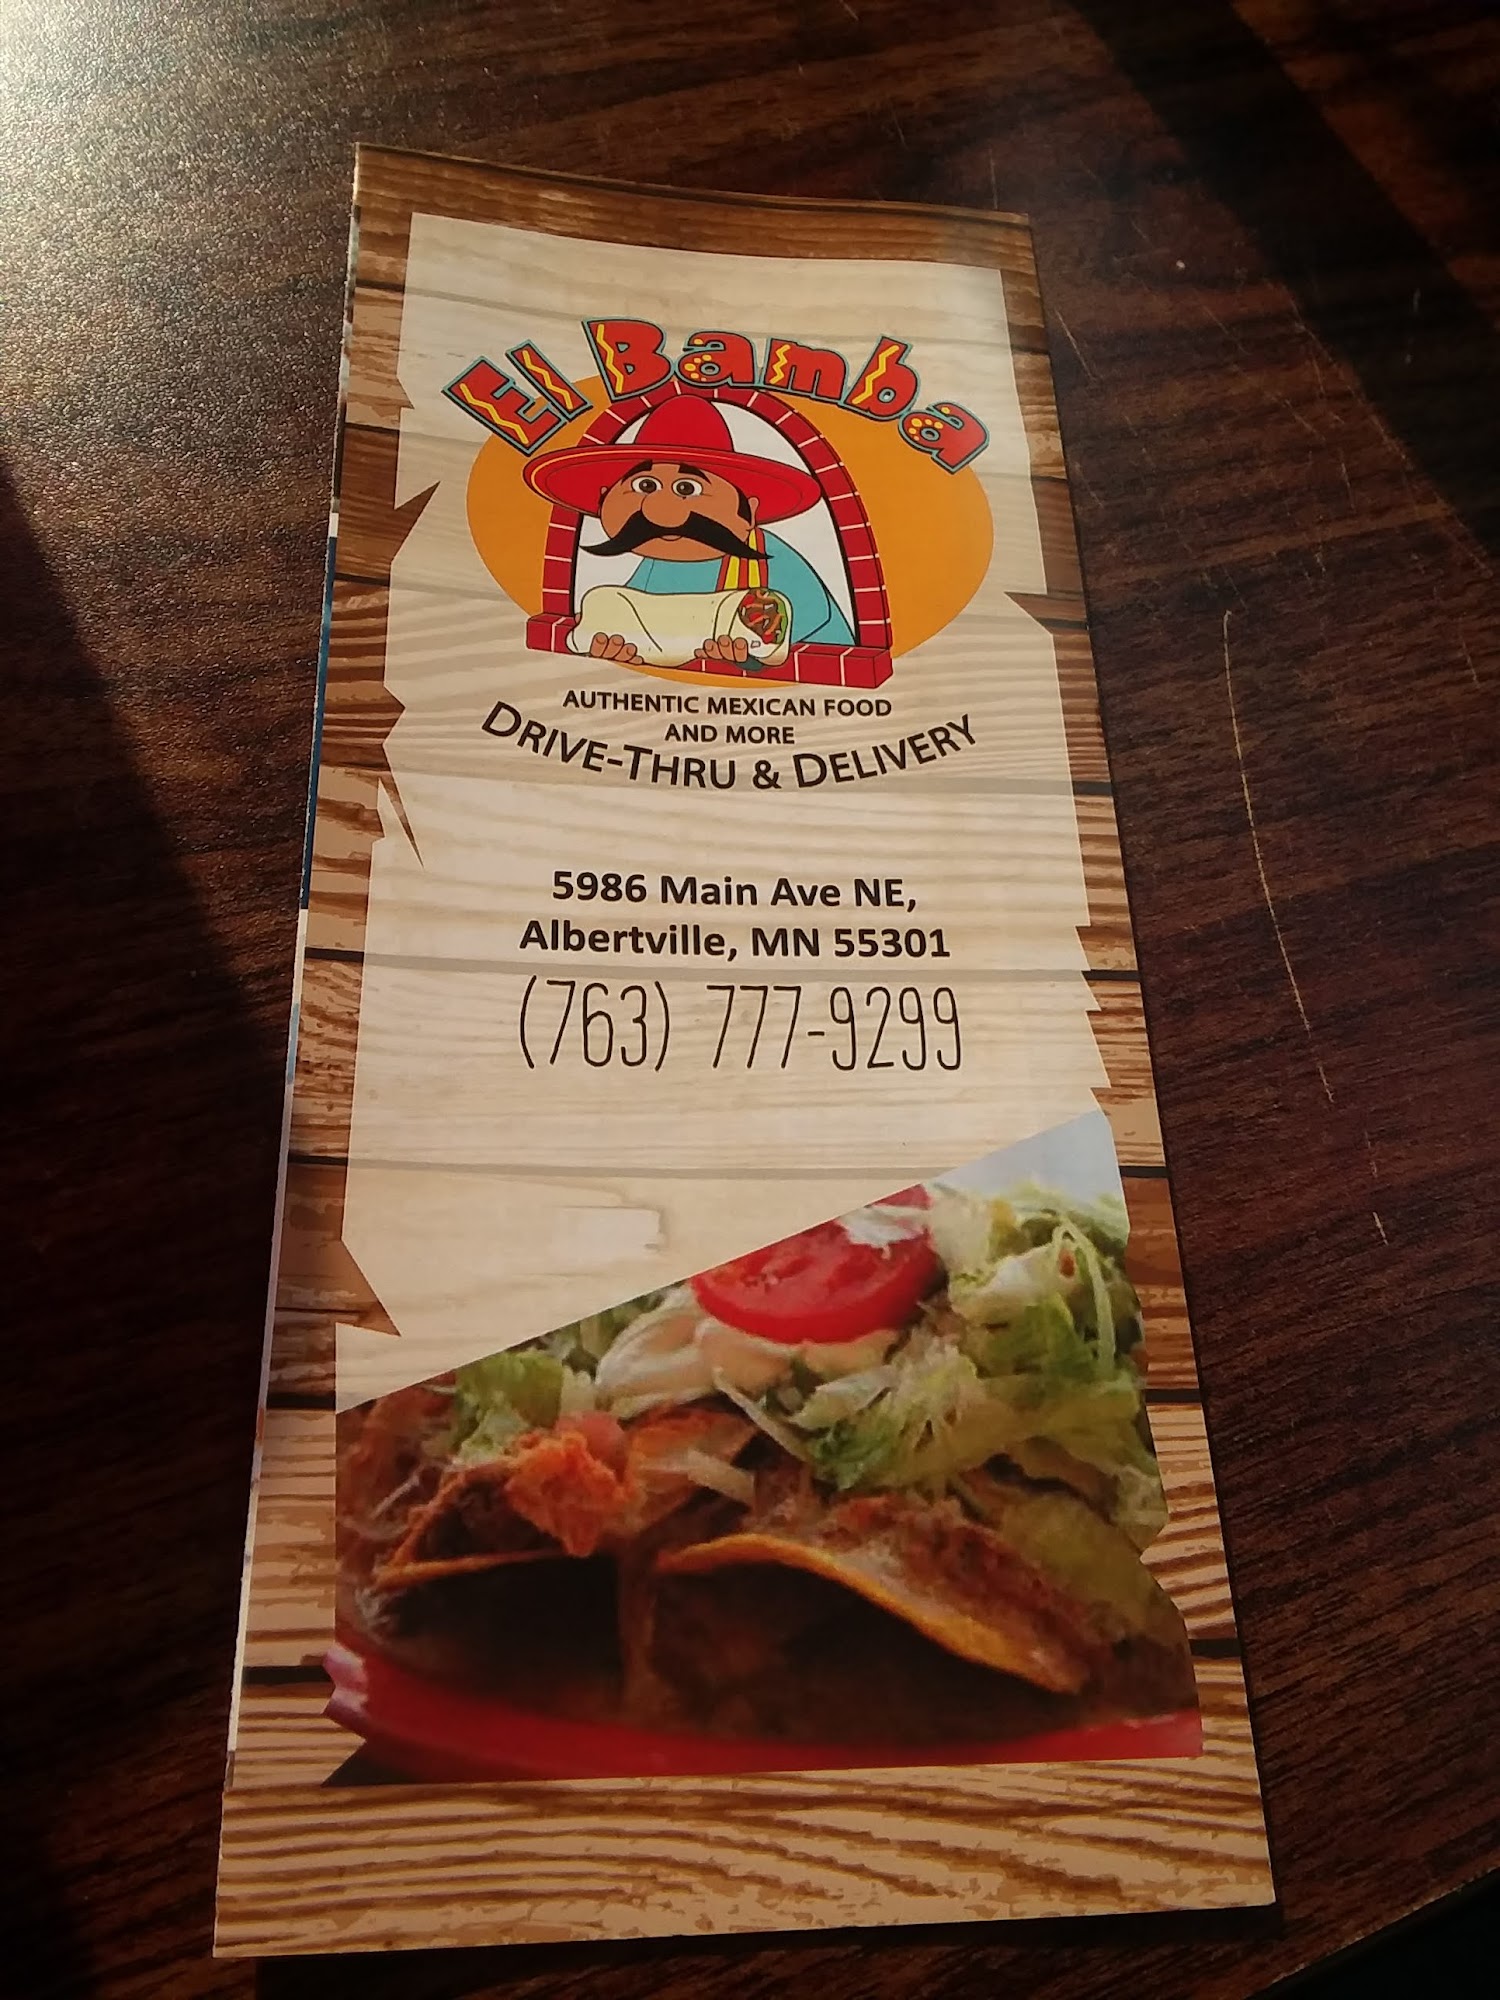 El Bamba
AUTHENTIC MEXICAN FOOD
AND MORE
DRIVE-THRU & DELIVERY
5986 Main Ave NE,
Albertville, MN 55301
(763) 777-9299